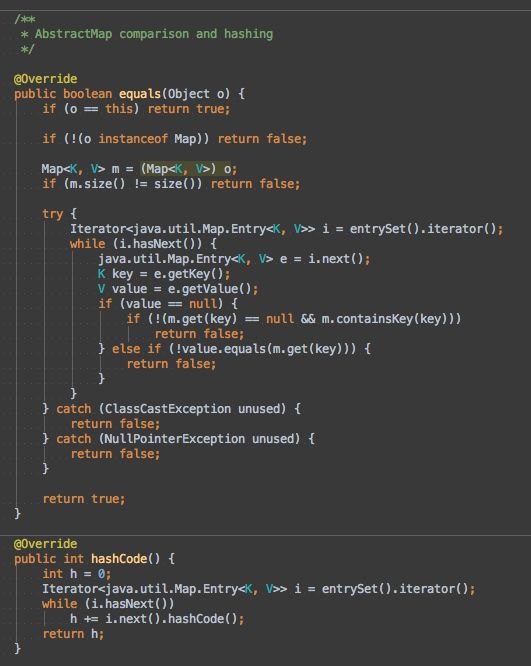 /**
 * AbstractMap comparison and hashing
 */
@Override
public boolean equals(Object o) {
    if (o == this) return true;
    if (!(o instanceof Map)) return false;
    Map<K, V> m = (Map<K, V>) o;
    if (m.size() != size()) return false;
    try {
        Iterator<java.util.Map.Entry<K, V>> i = entrySet().iterator();
        while (i.hasNext()) {
            java.util.Map.Entry<K, V> e = i.next();
            K key = e.getKey();
            V value = e.getValue();
            if (value == null) {
                if (!(m.get(key) == null && m.containsKey(key)))
                    return false;
            } else if (!value.equals(m.get(key))) {
                return false;
            }
        }
    } catch (ClassCastException unused) {
        return false;
    } catch (NullPointerException unused) {
        return false;
    }
    return true;
}
@Override
public int hashCode() {
    int h = 0;
    Iterator<java.util.Map.Entry<K, V>> i = entrySet().iterator();
    while (i.hasNext())
        h += i.next().hashCode();
    return h;
}